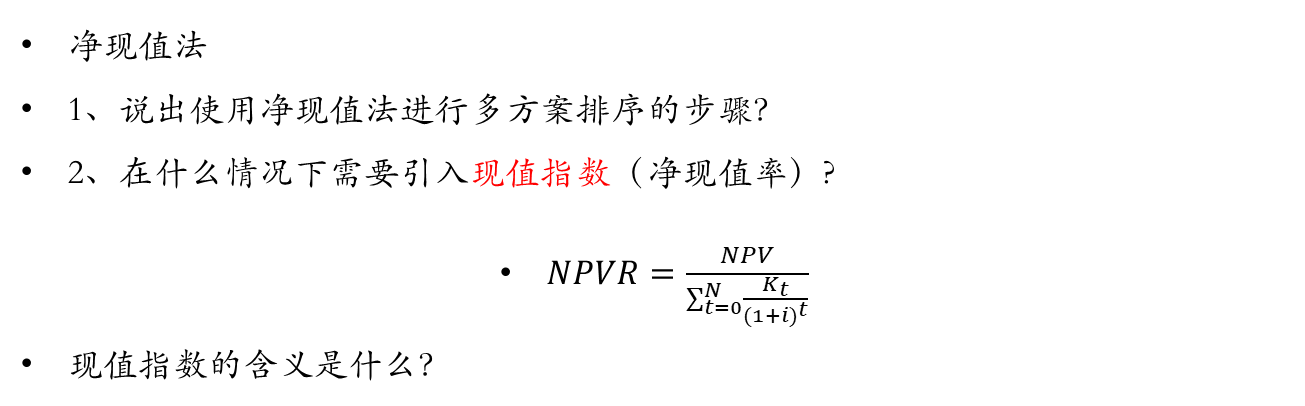 • 净现值法
• 1、说出使用净现值法进行多方案排序的步骤?
• 2、在什么情况下需要引入现值指数（净现值率）?
• $NPVR = \frac{NPV}{\sum_{t=0}^{N} \frac{K_t}{(1+i)^t}}$
• 现值指数的含义是什么?